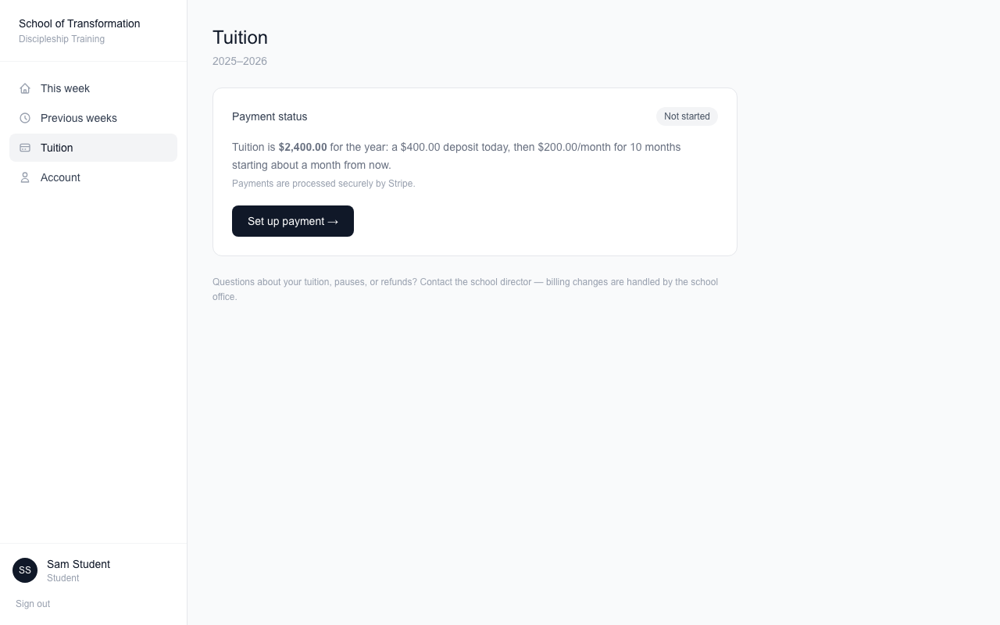 School of Transformation
Discipleship Training
This week
Previous weeks
Tuition
Account
SS
Sam Student
Student
Sign out
Tuition
2025–2026
Payment status
Not started
Tuition is $2,400.00 for the year: a $400.00 deposit today, then $200.00/month for 10 months
starting about a month from now.
Payments are processed securely by Stripe.
Set up payment →
Questions about your tuition, pauses, or refunds? Contact the school director — billing changes are handled by the school
office.